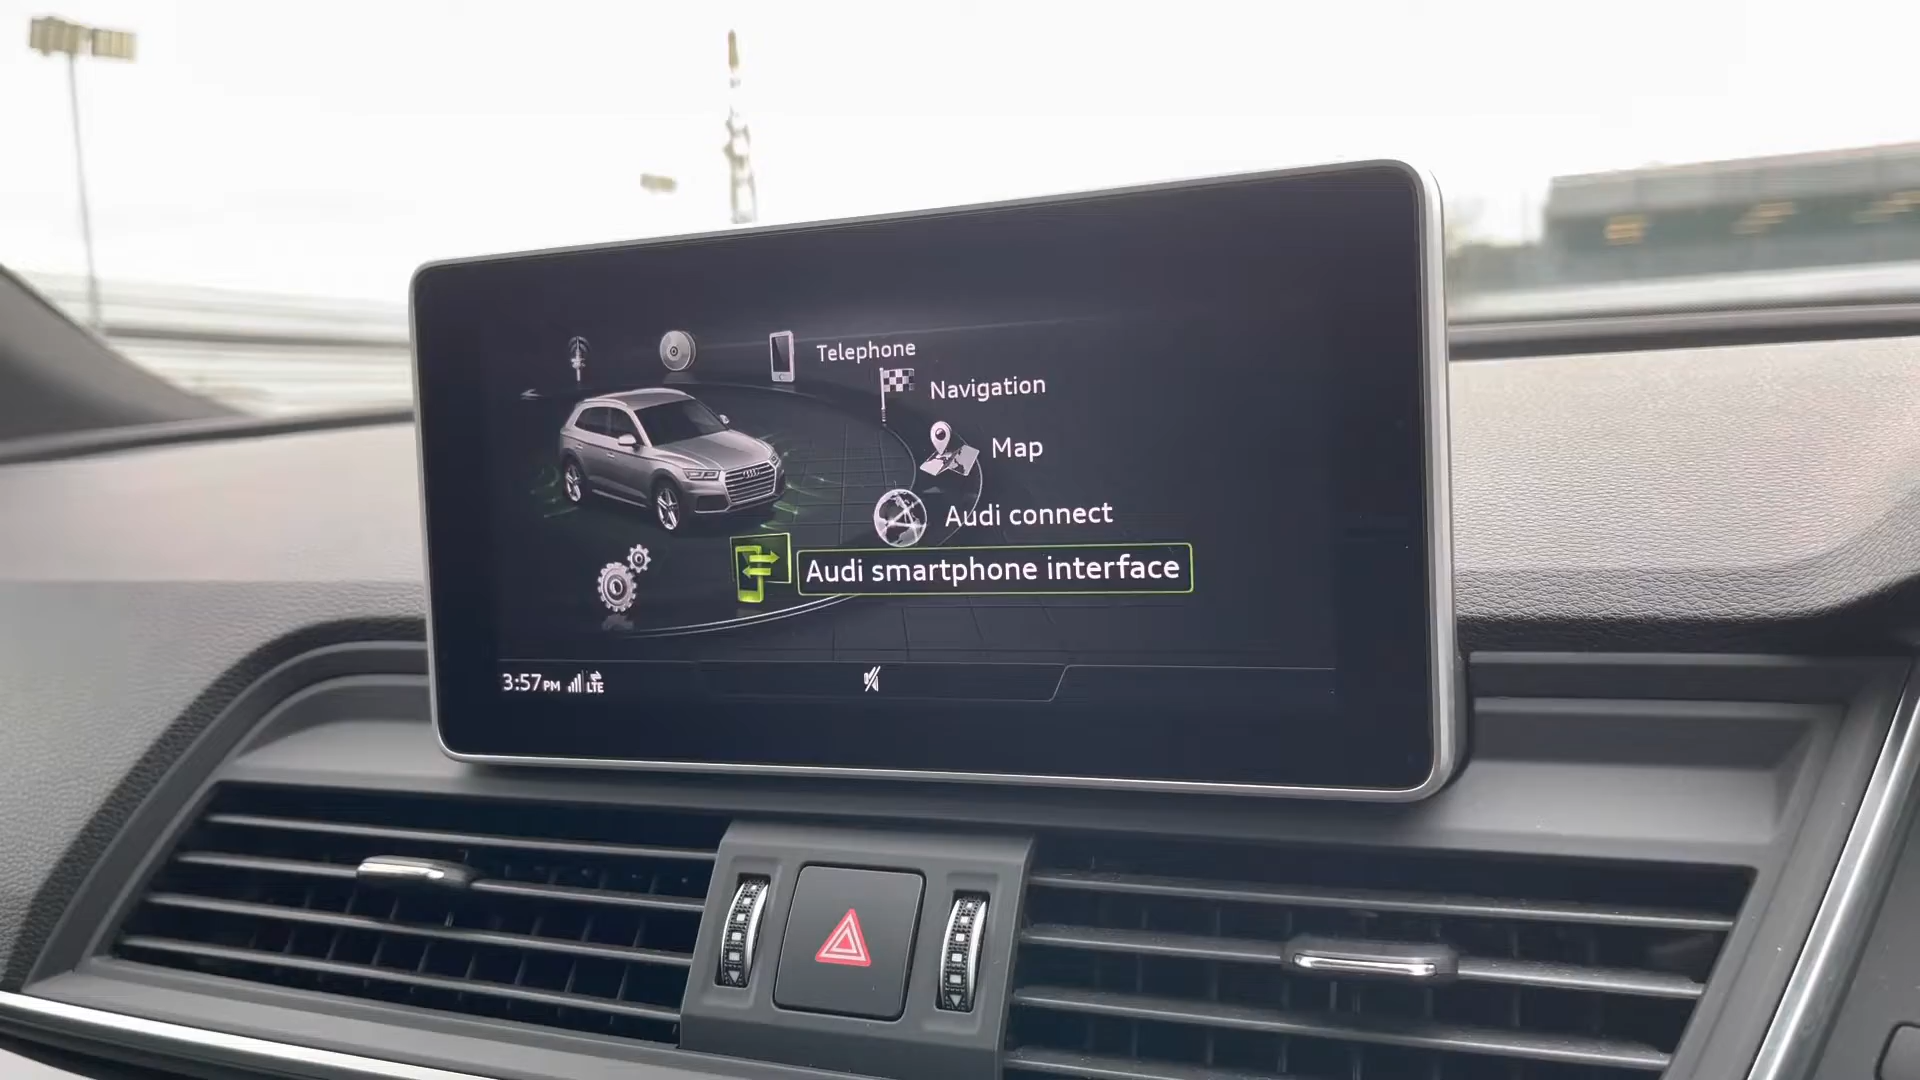 Telephone
Navigation
Map
Audi connect
Audi smartphone interface
3:57PM LTE